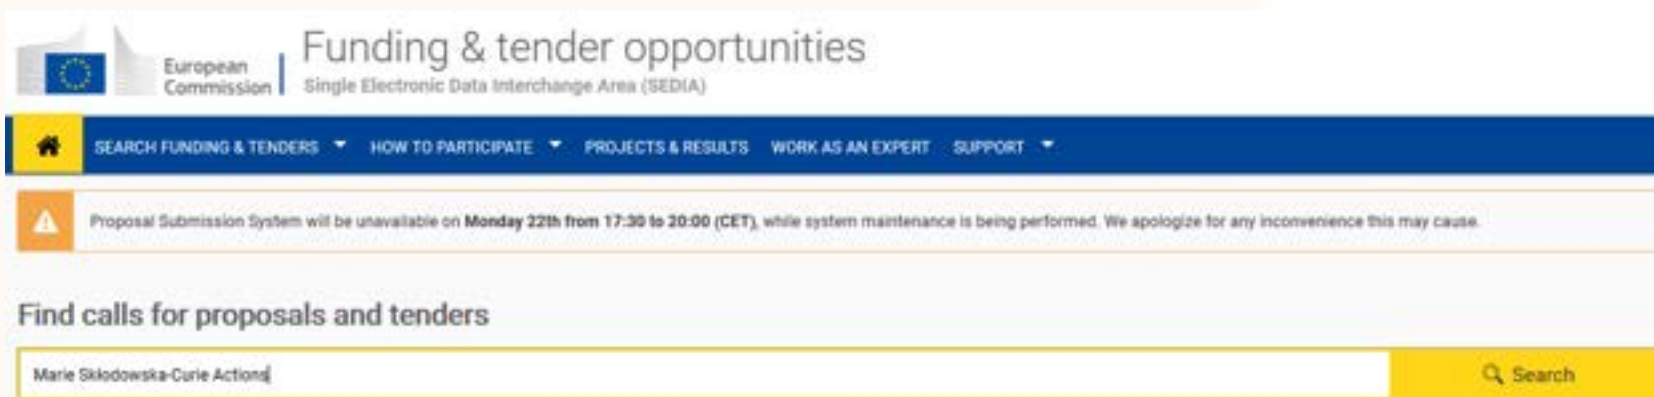 European
Commission
Funding & tender opportunities
Single Electronic Data Interchange Area (SEDIA)
SEARCH FUNDING & TENDERS HOW TO PARTICIPATE PROJECTS & RESULTS WORK AS AN EXPERT SUPPORT
Proposal Submission System will be unavailable on Monday 22th from 17:30 to 20:00 (CET), while system maintenance is being performed. We apologize for any inconvenience this may cause.
Find calls for proposals and tenders
Marie Skłodowska-Curie Actions
Search